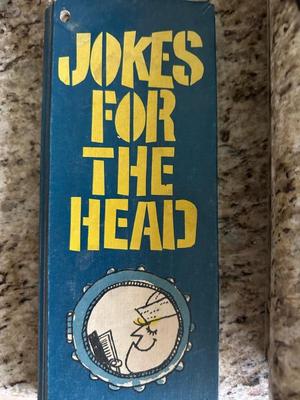 JOKES
FOR
THE
HEAD